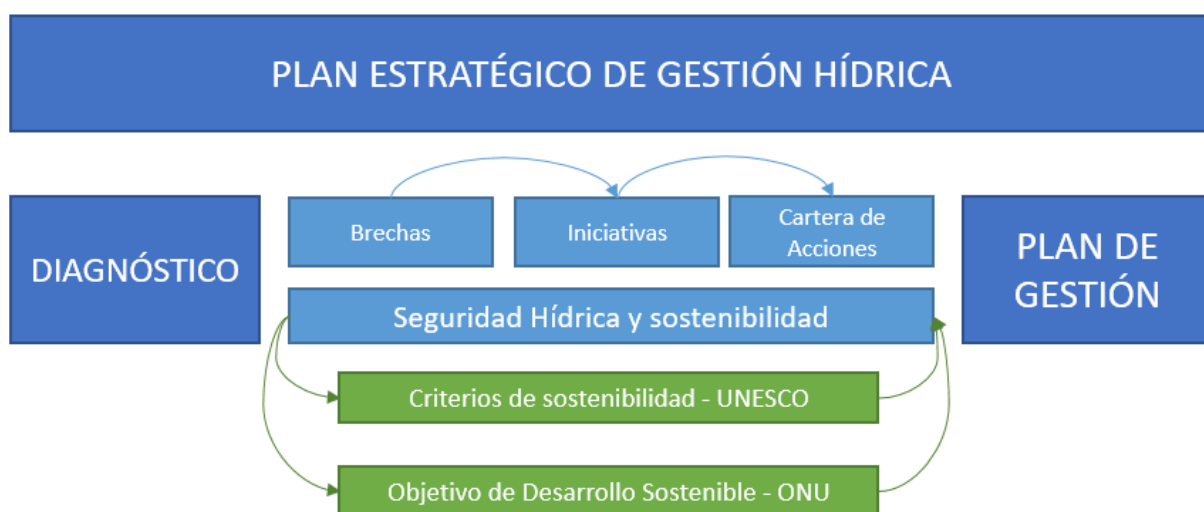 PLAN ESTRATÉGICO DE GESTIÓN HÍDRICA
DIAGNÓSTICO
Brechas
Iniciativas
Cartera de
Acciones
PLAN DE
GESTIÓN
Seguridad Hídrica y sostenibilidad
Criterios de sostenibilidad - UNESCO
Objetivo de Desarrollo Sostenible - ONU